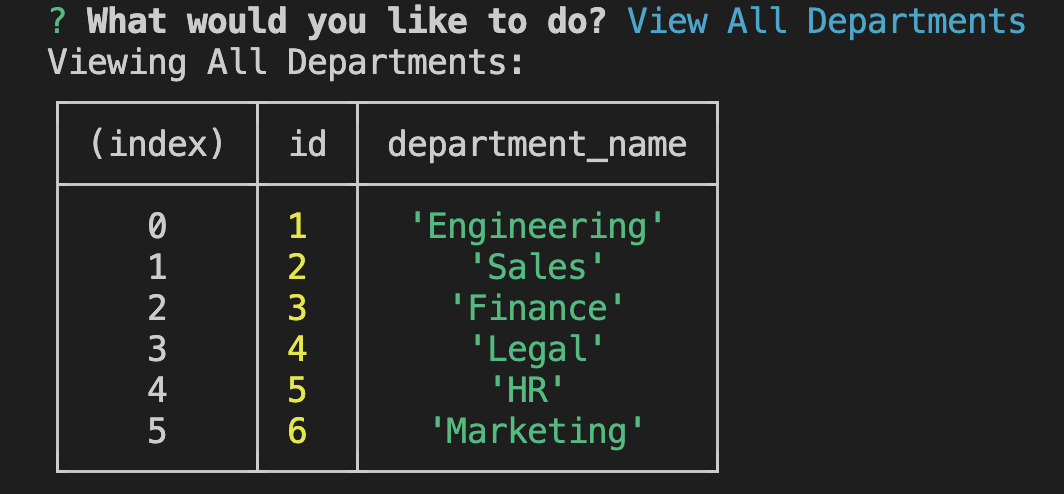 ? What would you like to do? View All Departments
Viewing All Departments:
(index) id department_name
0 1 'Engineering'
1 2 'Sales'
2 3 'Finance'
3 4 'Legal'
4 5 'HR'
5 6 'Marketing'